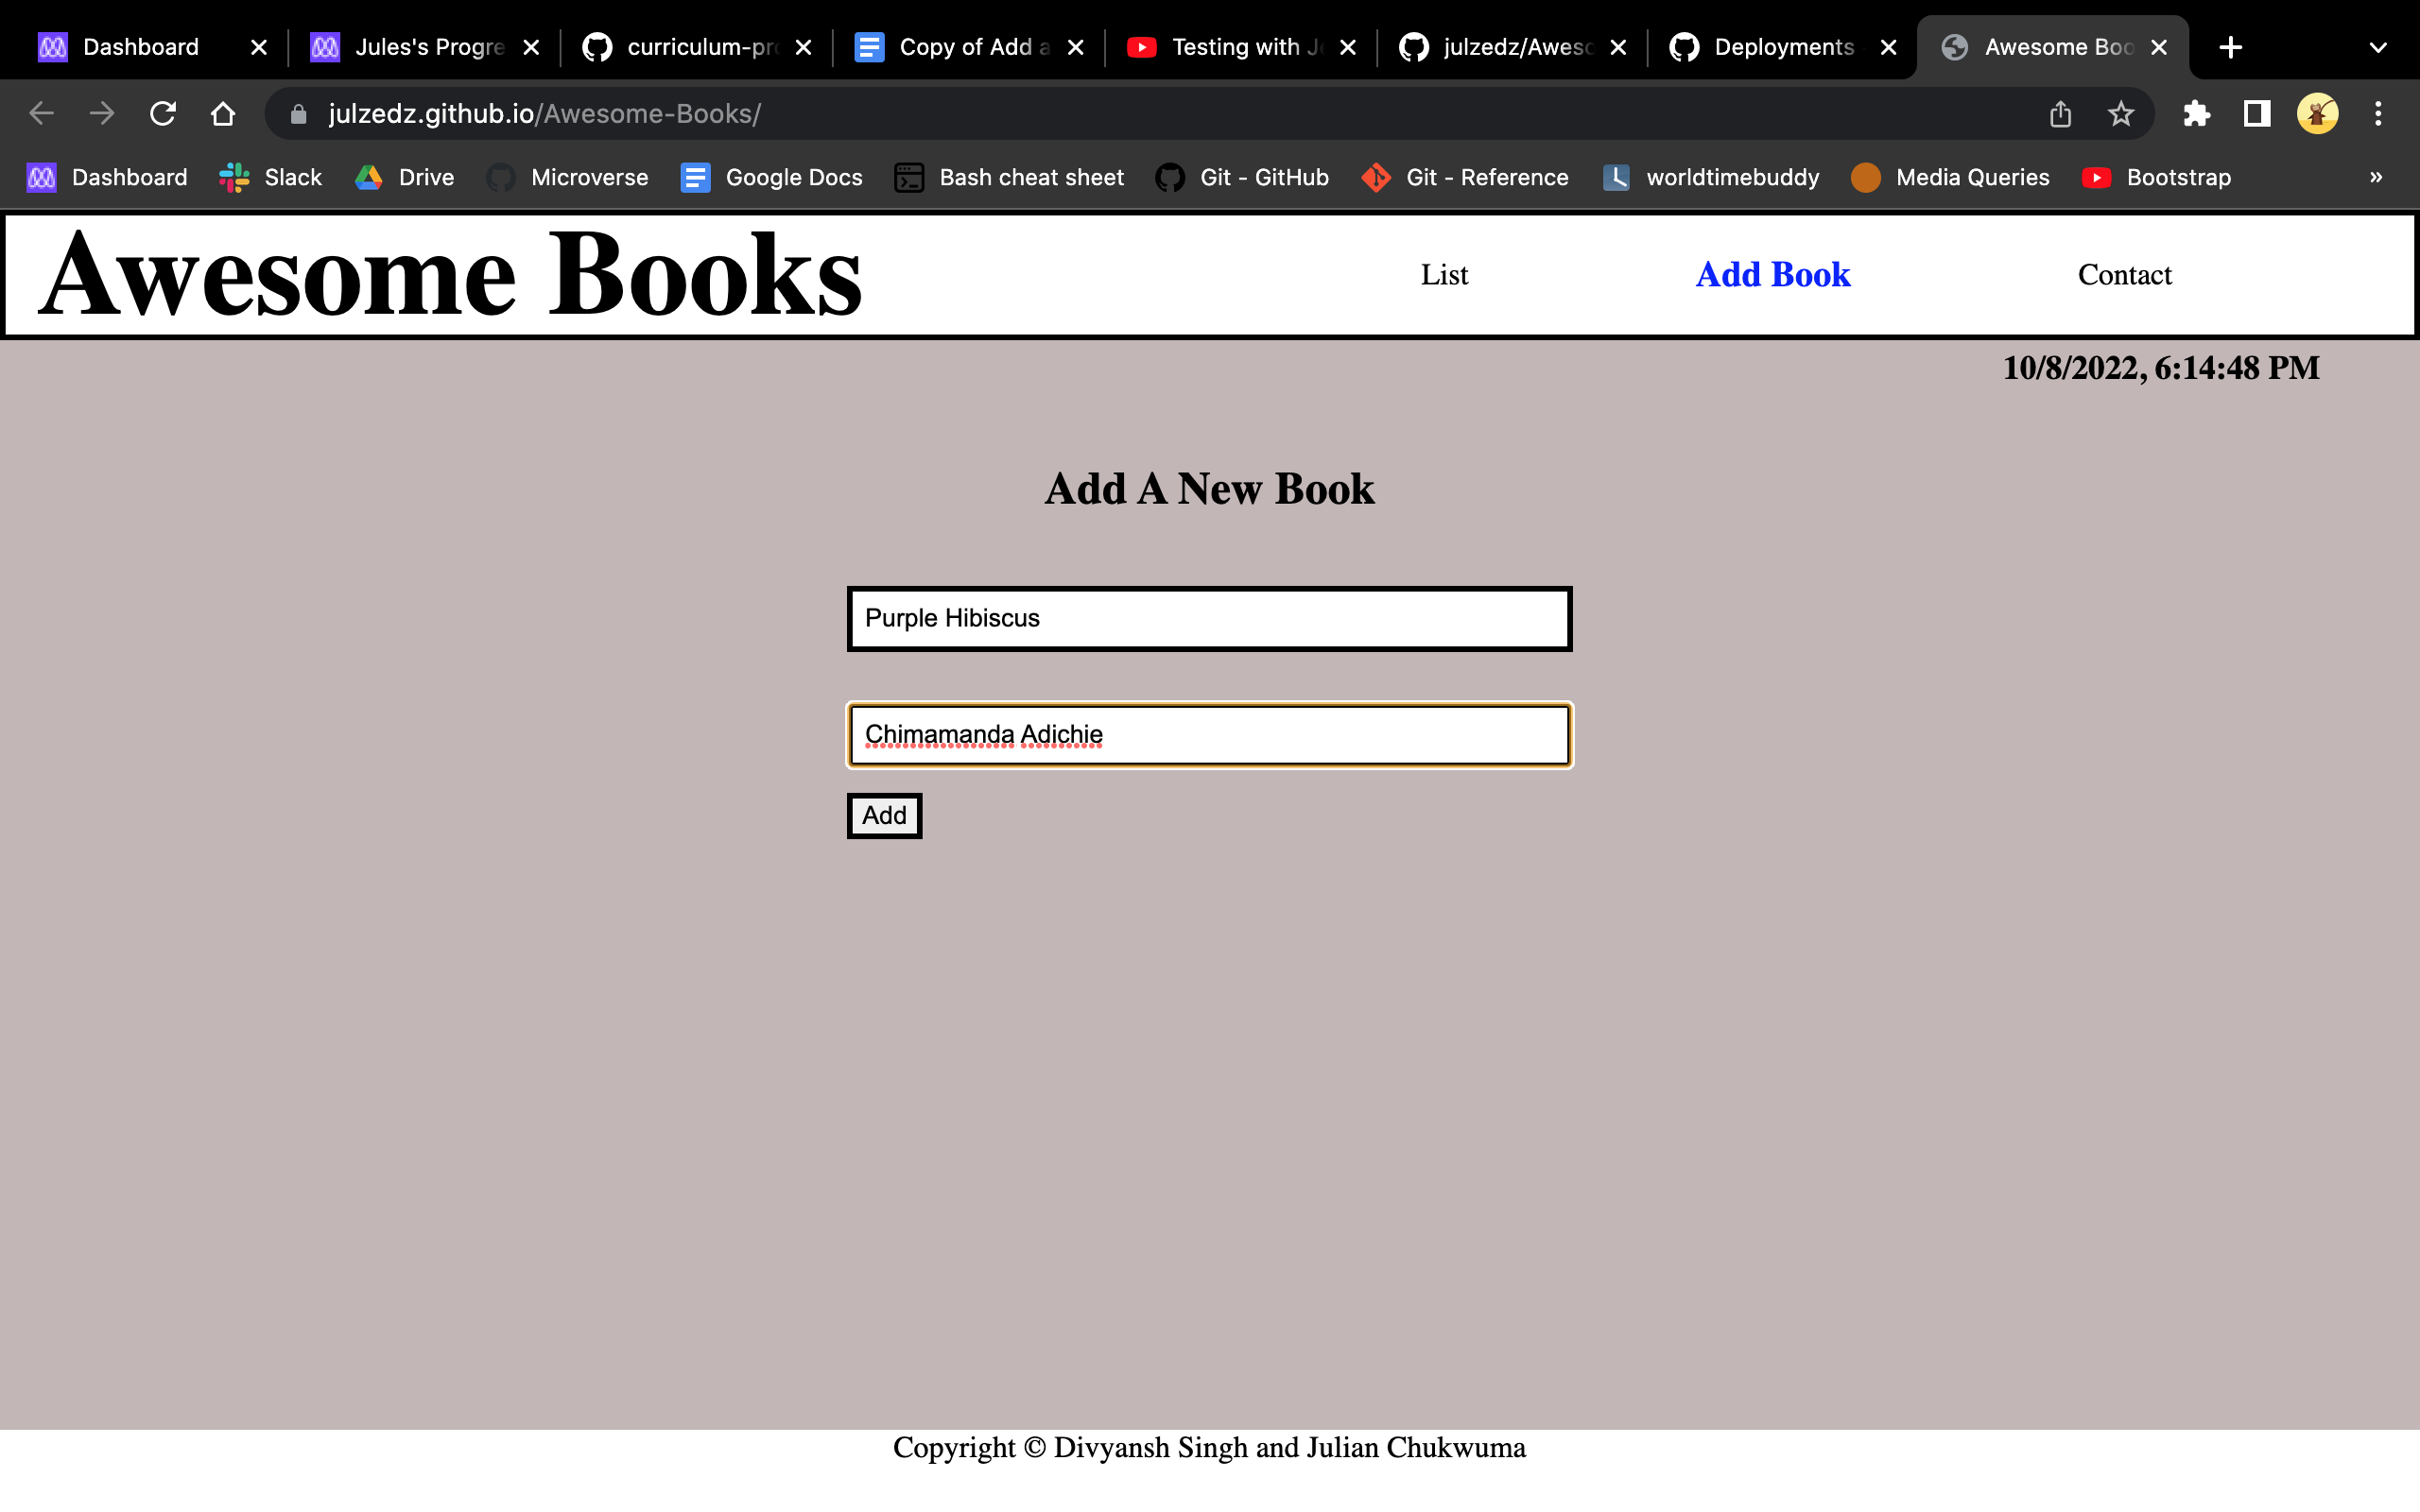 Dashboard Jules's Progre curriculum-pr Copy of Add a Testing with Je julzedz/Aweso Deployments Awesome Boo
julzedz.github.io/Awesome-Books/
Dashboard Slack Drive Microverse Google Docs Bash cheat sheet Git - GitHub Git - Reference worldtimebuddy Media Queries Bootstrap »
Awesome Books List Add Book Contact
10/8/2022, 6:14:48 PM
Add A New Book
Purple Hibiscus
Chimamanda Adichie
Add
Copyright © Divyansh Singh and Julian Chukwuma